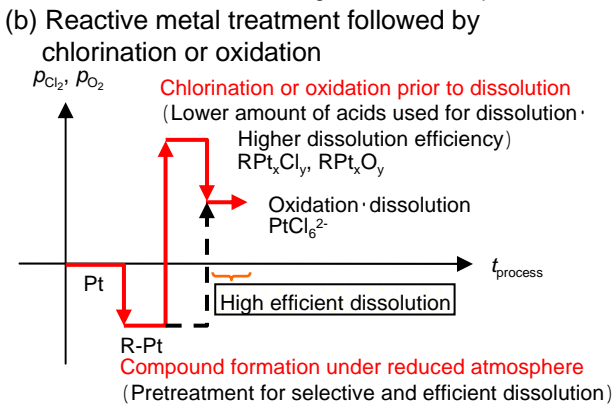 (b) Reactive metal treatment followed by
chlorination or oxidation
pCl2, pO2
Chlorination or oxidation prior to dissolution
(Lower amount of acids used for dissolution·
Higher dissolution efficiency)
RPtxCly, RPtxOy
Oxidation·dissolution
PtCl62-
tprocess
Pt
High efficient dissolution
R-Pt
Compound formation under reduced atmosphere
(Pretreatment for selective and efficient dissolution)